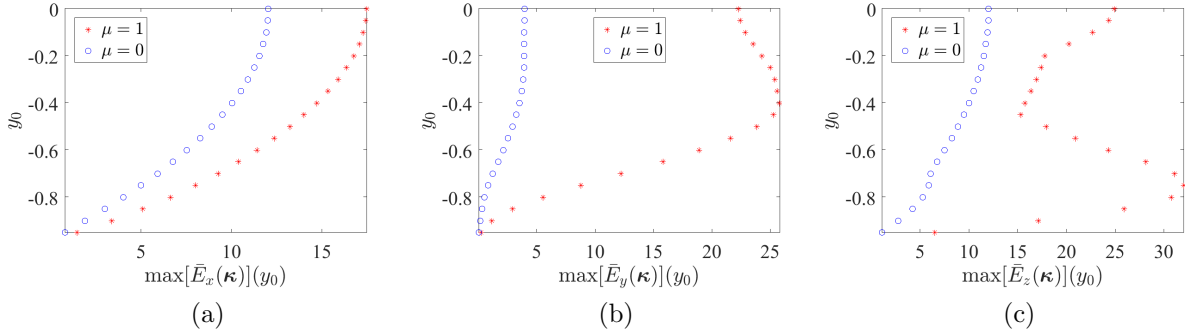 0
-0.2
-0.4
-0.6
-0.8
y₀
μ = 1
μ = 0
5 10 15
max[Ēₓ(κ)](y₀)
(a)
0
-0.2
-0.4
-0.6
-0.8
y₀
μ = 1
μ = 0
5 10 15 20 25
max[Ē_y(κ)](y₀)
(b)
0
-0.2
-0.4
-0.6
-0.8
y₀
μ = 1
μ = 0
5 10 15 20 25 30
max[Ē_z(κ)](y₀)
(c)